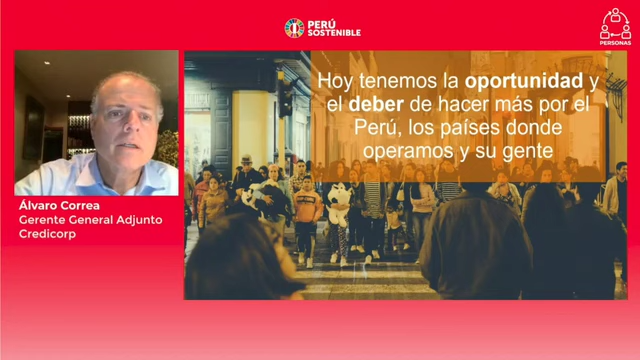 PERÚ
SOSTENIBLE
PERSONAS
Hoy tenemos la oportunidad y
el deber de hacer más por el
Perú, los países donde
operamos y su gente
Álvaro Correa
Gerente General Adjunto
Credicorp